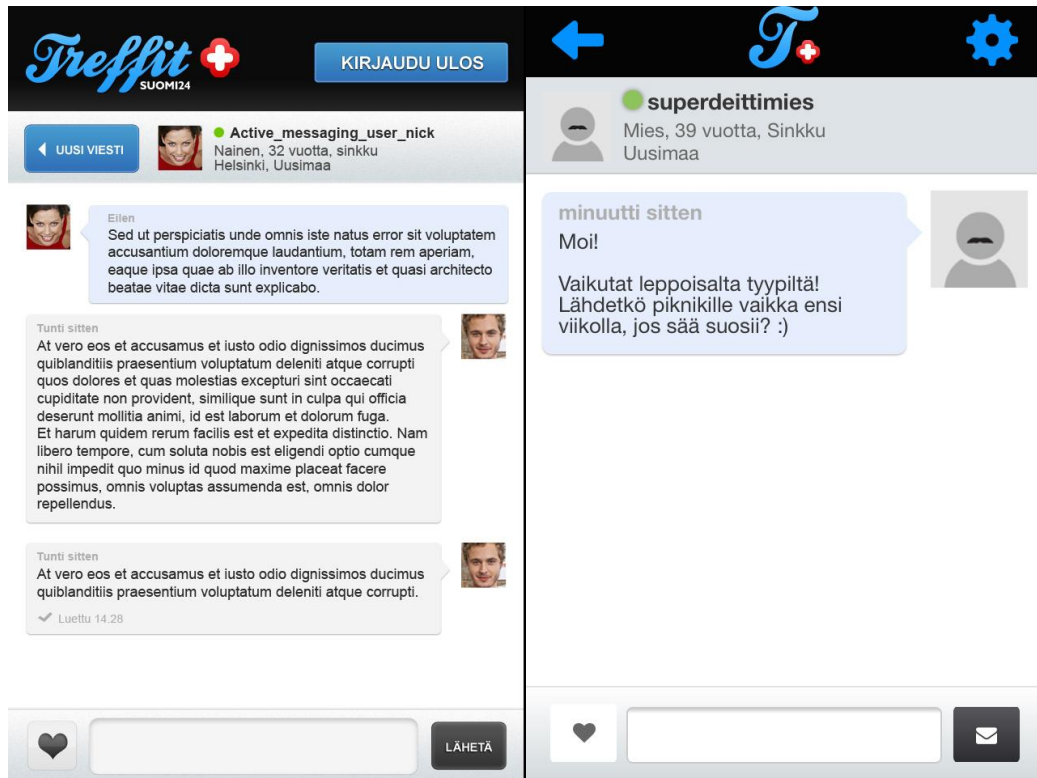 Treffit
SUOMI24
KIRJAUDU ULOS
UUSI VIESTI
Active_messaging_user_nick
Nainen, 32 vuotta, sinkku
Helsinki, Uusimaa
Eilen
Sed ut perspiciatis unde omnis iste natus error sit voluptatem
accusantium doloremque laudantium, totam rem aperiam,
eaque ipsa quae ab illo inventore veritatis et quasi architecto
beatae vitae dicta sunt explicabo.
Tunti sitten
At vero eos et accusamus et iusto odio dignissimos ducimus
quiblanditiis praesentium voluptatum deleniti atque corrupti
quos dolores et quas molestias excepturi sint occaecati
cupiditate non provident, similique sunt in culpa qui officia
deserunt mollitia animi, id est laborum et dolorum fuga.
Et harum quidem rerum facilis est et expedita distinctio. Nam
libero tempore, cum soluta nobis est eligendi optio cumque
nihil impedit quo minus id quod maxime placeat facere
possimus, omnis voluptas assumenda est, omnis dolor
repellendus.
Tunti sitten
At vero eos et accusamus et iusto odio dignissimos ducimus
quiblanditiis praesentium voluptatum deleniti atque corrupti.
Luettu 14.28
LÄHETÄ
T
superdeittimies
Mies, 39 vuotta, Sinkku
Uusimaa
minuutti sitten
Moi!
Vaikutat leppoisalta tyypiltä!
Lähdetkö piknikille vaikka ensi
viikolla, jos sää suosii? :)